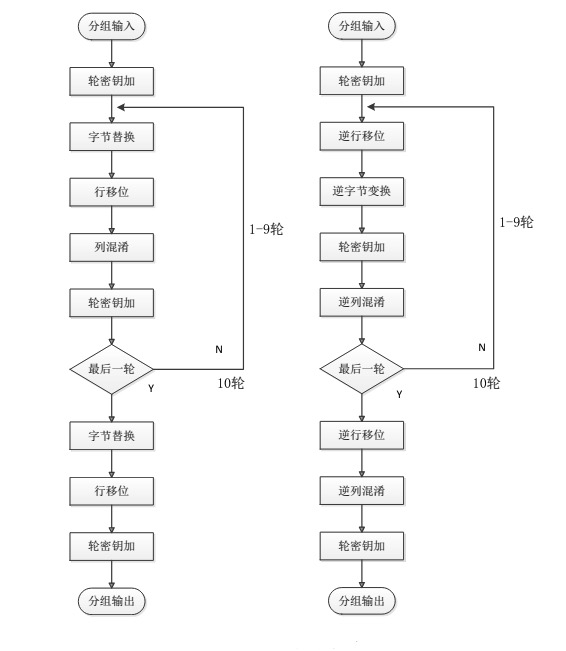 分组输入
轮密钥加
字节替换
行移位
1-9轮
列混淆
轮密钥加
最后一轮
N
10轮
Y
字节替换
行移位
轮密钥加
分组输出
分组输入
轮密钥加
逆行移位
逆字节变换
1-9轮
轮密钥加
逆列混淆
最后一轮
N
10轮
Y
逆行移位
逆列混淆
轮密钥加
分组输出